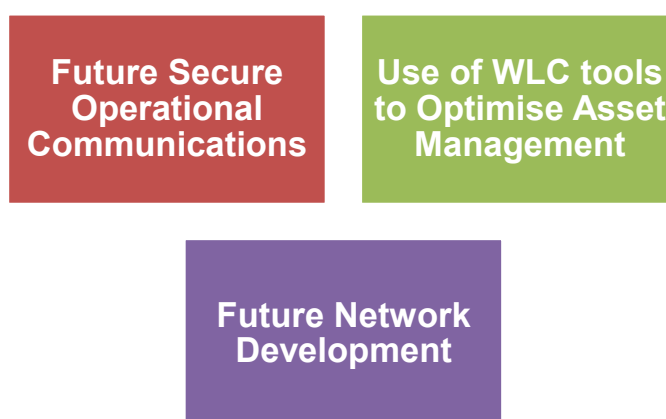 Future Secure
Operational
Communications
Use of WLC tools
to Optimise Asset
Management
Future Network
Development